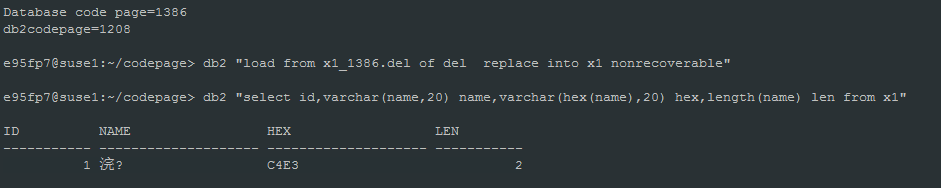 Database code page=1386
db2codepage=1208
e95fp7@suse1:~/codepage> db2 "load from x1_1386.del of del  replace into x1 nonrecoverable"
e95fp7@suse1:~/codepage> db2 "select id,varchar(name,20) name,varchar(hex(name),20) hex,length(name) len from x1"
ID          NAME                 HEX                  LEN
----------- -------------------- -------------------- -----------
          1 浣?                  C4E3                           2